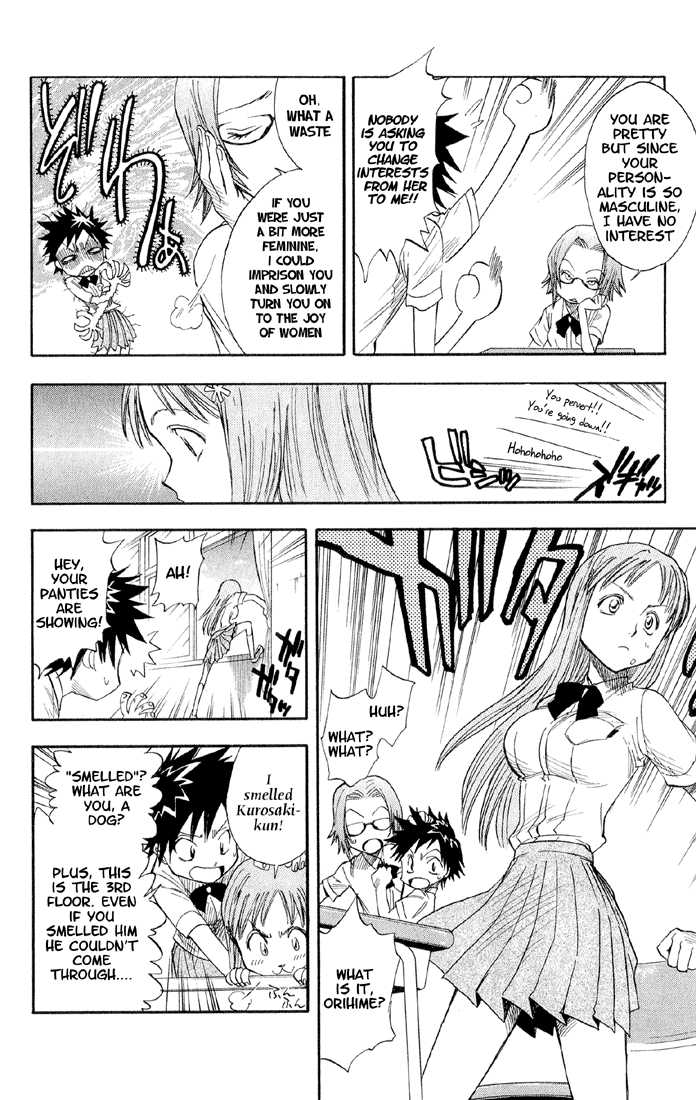 YOU ARE
PRETTY
BUT SINCE
YOUR
PERSON-
ALITY IS SO
MASCULINE,
I HAVE NO
INTEREST
NOBODY
IS ASKING
YOU TO
CHANGE
INTERESTS
FROM HER
TO ME!!
OH,
WHAT A
WASTE
IF YOU
WERE JUST
A BIT MORE
FEMININE,
I COULD
IMPRISON YOU
AND SLOWLY
TURN YOU ON
TO THE JOY
OF WOMEN
You pervert!!
You're going down!!
Hohohohoho
HUH?
WHAT?
WHAT?
WHAT
IS IT,
ORIHIME?
AH!
HEY,
YOUR
PANTIES
ARE
SHOWING!
I
smelled
Kurosaki-
kun!
"SMELLED"?
WHAT ARE
YOU, A
DOG?
PLUS, THIS
IS THE 3RD
FLOOR. EVEN
IF YOU
SMELLED HIM
HE COULDN'T
COME
THROUGH....
ふん
ふん